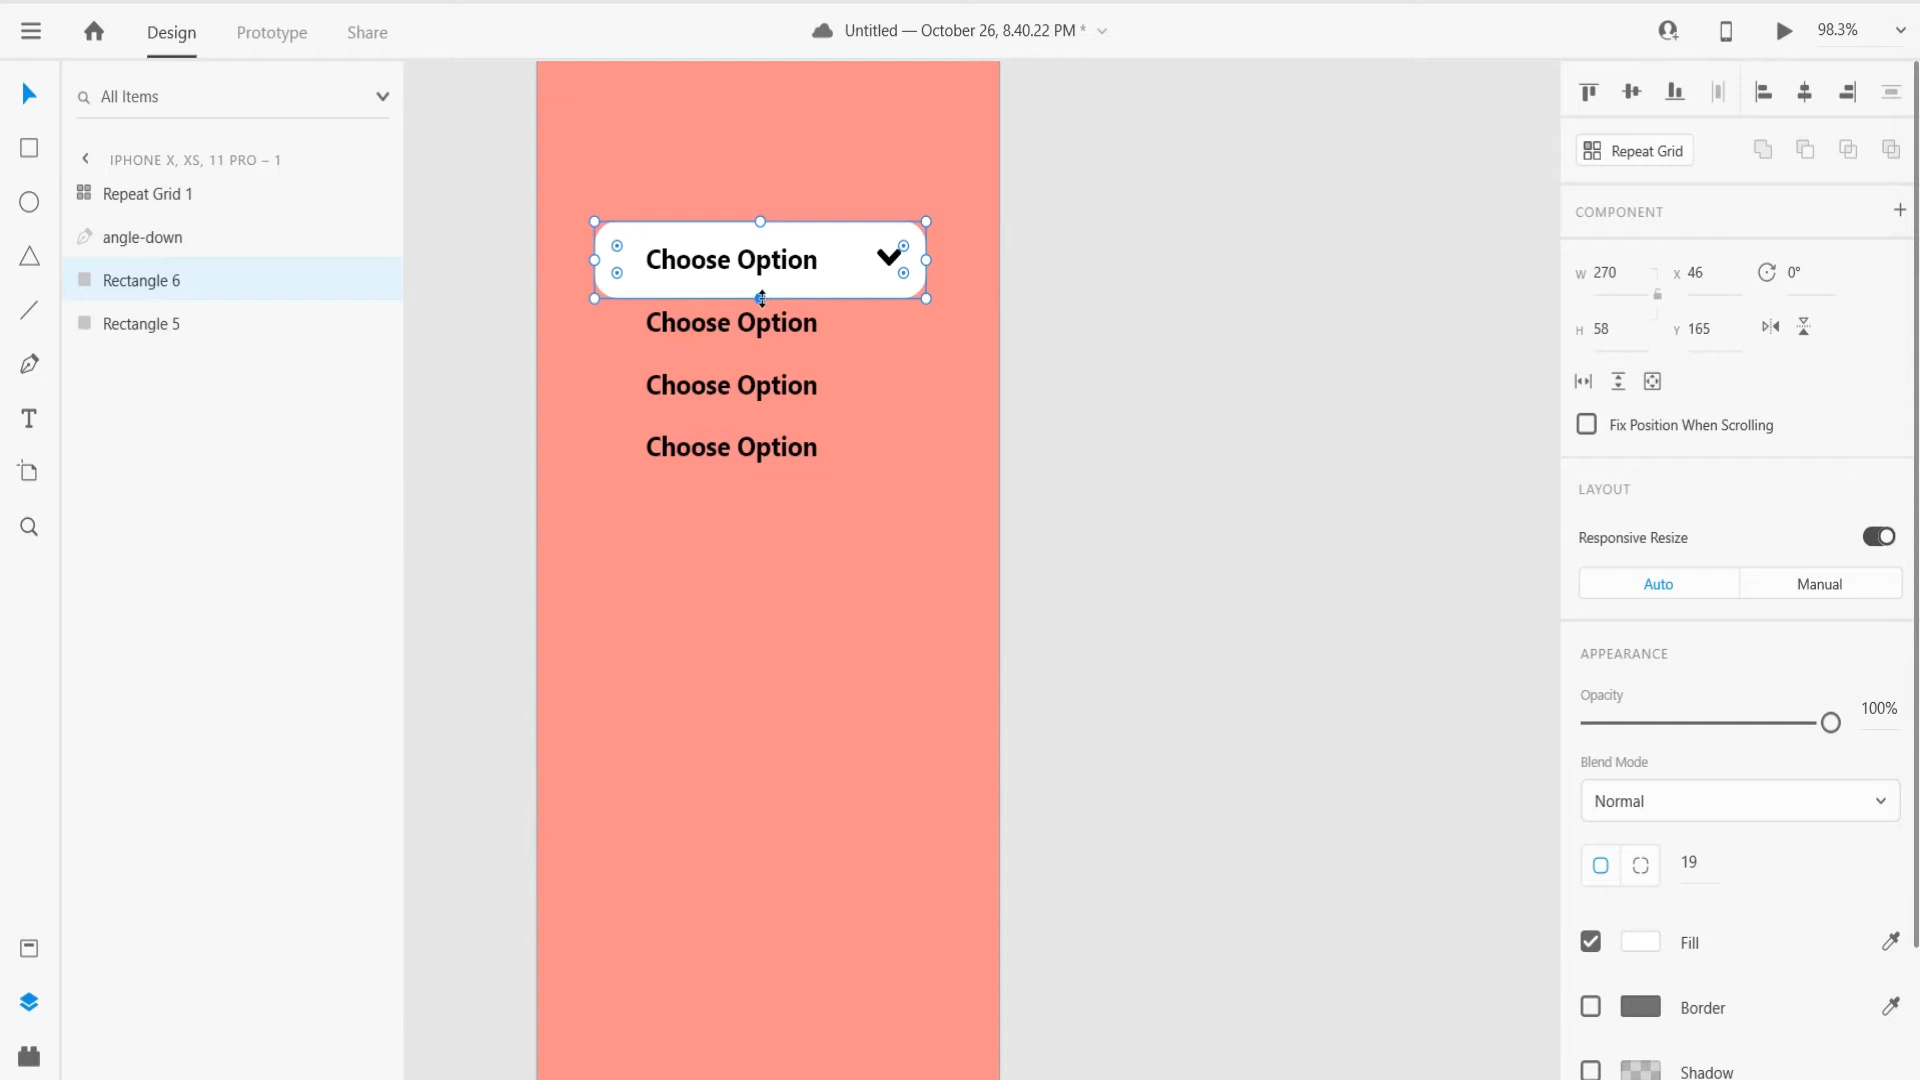 Design Prototype Share Untitled — October 26, 8.40.22 PM * 98.3%
All Items
IPHONE X, XS, 11 PRO – 1
Repeat Grid 1
angle-down
Rectangle 6
Rectangle 5
Choose Option
Choose Option
Choose Option
Choose Option
Repeat Grid
COMPONENT
W 270 X 46 0°
H 58 Y 165
Fix Position When Scrolling
LAYOUT
Responsive Resize
Auto Manual
APPEARANCE
Opacity
100%
Blend Mode
Normal
19
Fill
Border
Shadow